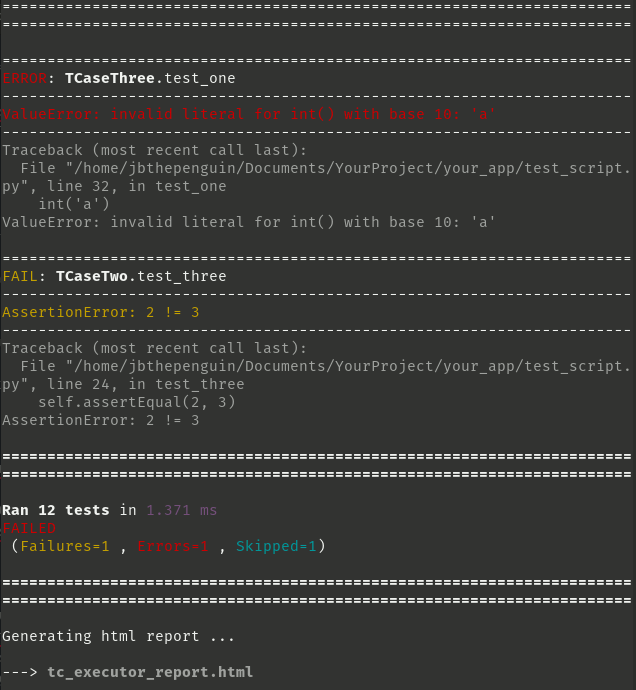 ======================================================================
======================================================================
======================================================================
ERROR: TCaseThree.test_one
----------------------------------------------------------------------
ValueError: invalid literal for int() with base 10: 'a'
----------------------------------------------------------------------
Traceback (most recent call last):
  File "/home/jbthepenguin/Documents/YourProject/your_app/test_script.
py", line 32, in test_one
    int('a')
ValueError: invalid literal for int() with base 10: 'a'
======================================================================
FAIL: TCaseTwo.test_three
----------------------------------------------------------------------
AssertionError: 2 != 3
----------------------------------------------------------------------
Traceback (most recent call last):
  File "/home/jbthepenguin/Documents/YourProject/your_app/test_script.
py", line 24, in test_three
    self.assertEqual(2, 3)
AssertionError: 2 != 3
======================================================================
======================================================================
Ran 12 tests in 1.371 ms
FAILED
 (Failures=1 , Errors=1 , Skipped=1)
======================================================================
======================================================================
Generating html report ...
---> tc_executor_report.html